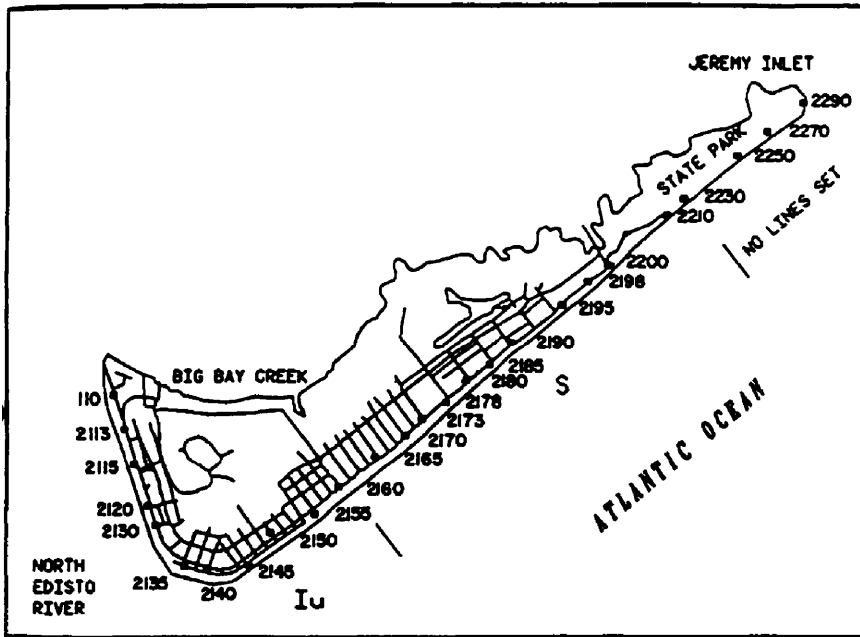 JEREMY INLET
2290
2270
2250
STATE PARK
2230
2210
NO LINES SET
2200
2198
2195
2190
2185
2180
S
2178
2173
2170
2165
2160
2155
2150
2145
2140
2135
BIG BAY CREEK
110
2113
2115
2120
2130
NORTH
EDISTO
RIVER
Iu
ATLANTIC OCEAN